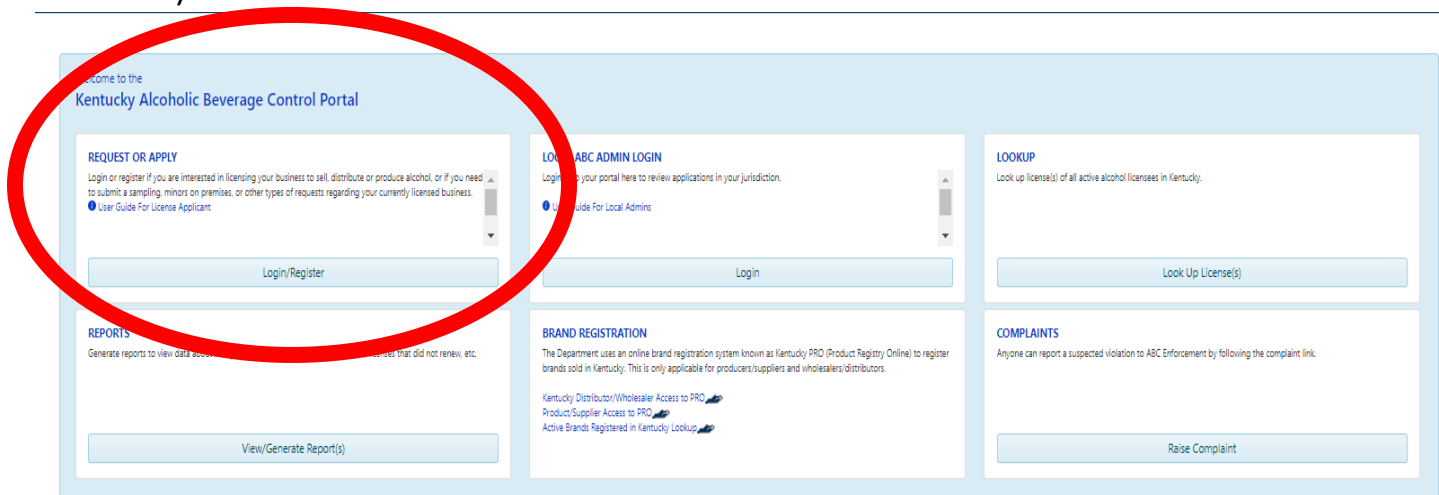 Kentucky Alcoholic Beverage Control Portal
REQUEST OR APPLY
Login or register if you are interested in licensing your business to sell, distribute or produce alcohol, or if you need
to submit a sampling, minors on premises, or other types of requests regarding your currently licensed business.
User Guide For License Applicant
Login/Register
ABC ADMIN LOGIN
your portal here to review applications in your jurisdiction.
Guide For Local Admins
Login
LOOKUP
Look up license(s) of all active alcohol licensees in Kentucky.
Look Up License(s)
REPORTS
Generate reports to view data that did not renew, etc.
View/Generate Report(s)
BRAND REGISTRATION
The Department uses an online brand registration system known as Kentucky PRO (Product Registry Online) to register
brands sold in Kentucky. This is only applicable for producers/suppliers and wholesalers/distributors.
Kentucky Distributor/Wholesaler Access to PRO
Product/Supplier Access to PRO
Active Brands Registered in Kentucky Lookup
COMPLAINTS
Anyone can report a suspected violation to ABC Enforcement by following the complaint link.
Raise Complaint